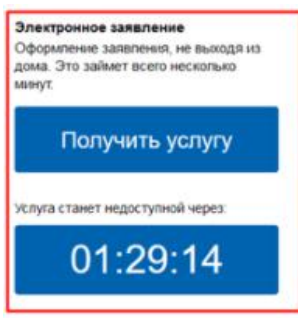 Электронное заявление
Оформление заявления, не выходя из
дома. Это займет всего несколько
минут.
Получить услугу
Услуга станет недоступной через:
01:29:14